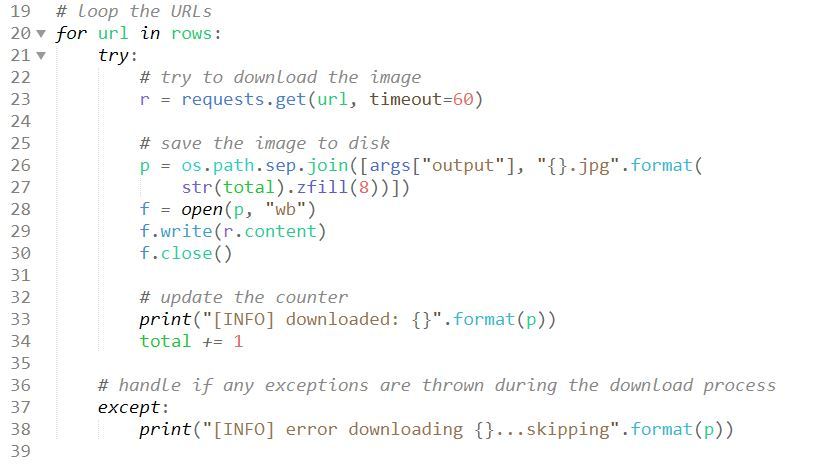 19 # loop the URLs
20 for url in rows:
21     try:
22         # try to download the image
23         r = requests.get(url, timeout=60)
24
25         # save the image to disk
26         p = os.path.sep.join([args["output"], "{}.jpg".format(
27             str(total).zfill(8))])
28         f = open(p, "wb")
29         f.write(r.content)
30         f.close()
31
32         # update the counter
33         print("[INFO] downloaded: {}".format(p))
34         total += 1
35
36     # handle if any exceptions are thrown during the download process
37     except:
38         print("[INFO] error downloading {}...skipping".format(p))
39